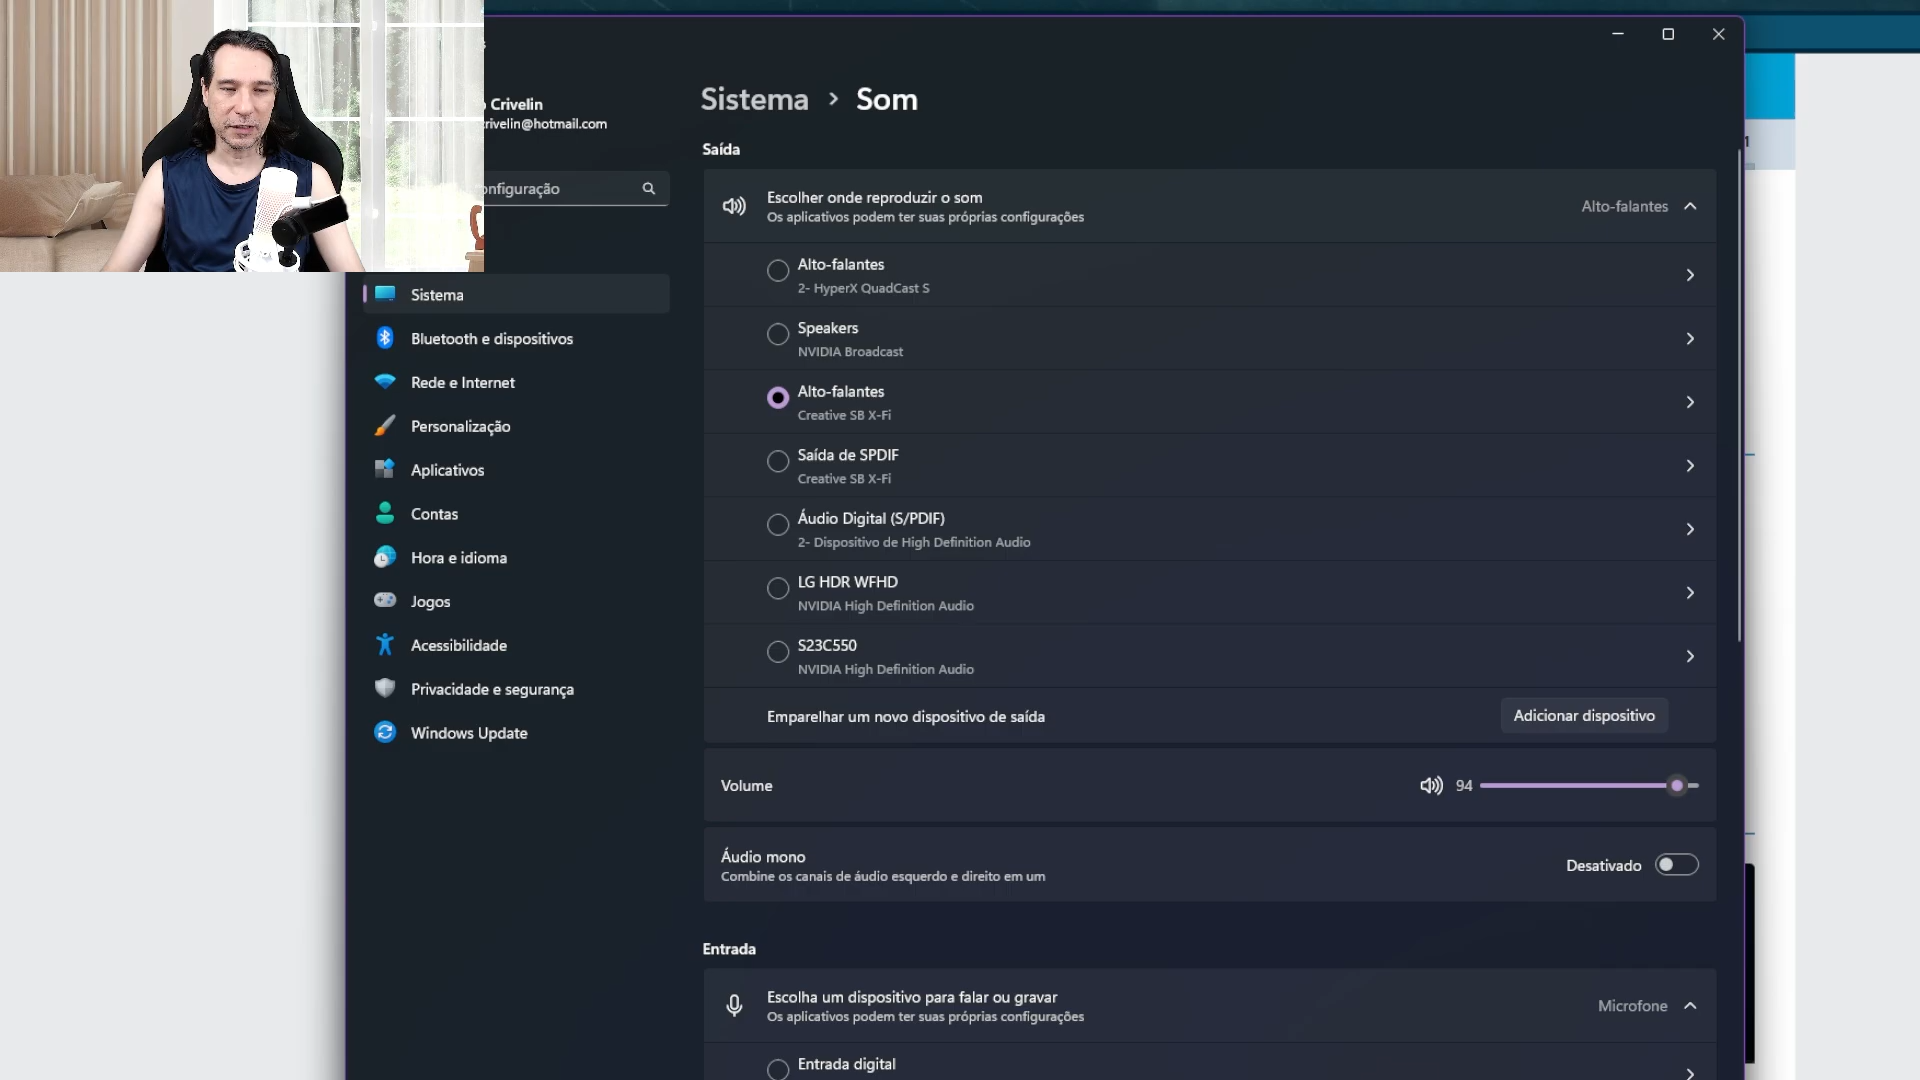 Crivelin
rivelin@hotmail.com
onfiguração
Sistema
Bluetooth e dispositivos
Rede e Internet
Personalização
Aplicativos
Contas
Hora e idioma
Jogos
Acessibilidade
Privacidade e segurança
Windows Update
Sistema > Som
Saída
Escolher onde reproduzir o som
Os aplicativos podem ter suas próprias configurações
Alto-falantes
Alto-falantes
2- HyperX QuadCast S
Speakers
NVIDIA Broadcast
Alto-falantes
Creative SB X-Fi
Saída de SPDIF
Creative SB X-Fi
Áudio Digital (S/PDIF)
2- Dispositivo de High Definition Audio
LG HDR WFHD
NVIDIA High Definition Audio
S23C550
NVIDIA High Definition Audio
Emparelhar um novo dispositivo de saída
Adicionar dispositivo
Volume
94
Áudio mono
Combine os canais de áudio esquerdo e direito em um
Desativado
Entrada
Escolha um dispositivo para falar ou gravar
Os aplicativos podem ter suas próprias configurações
Microfone
Entrada digital